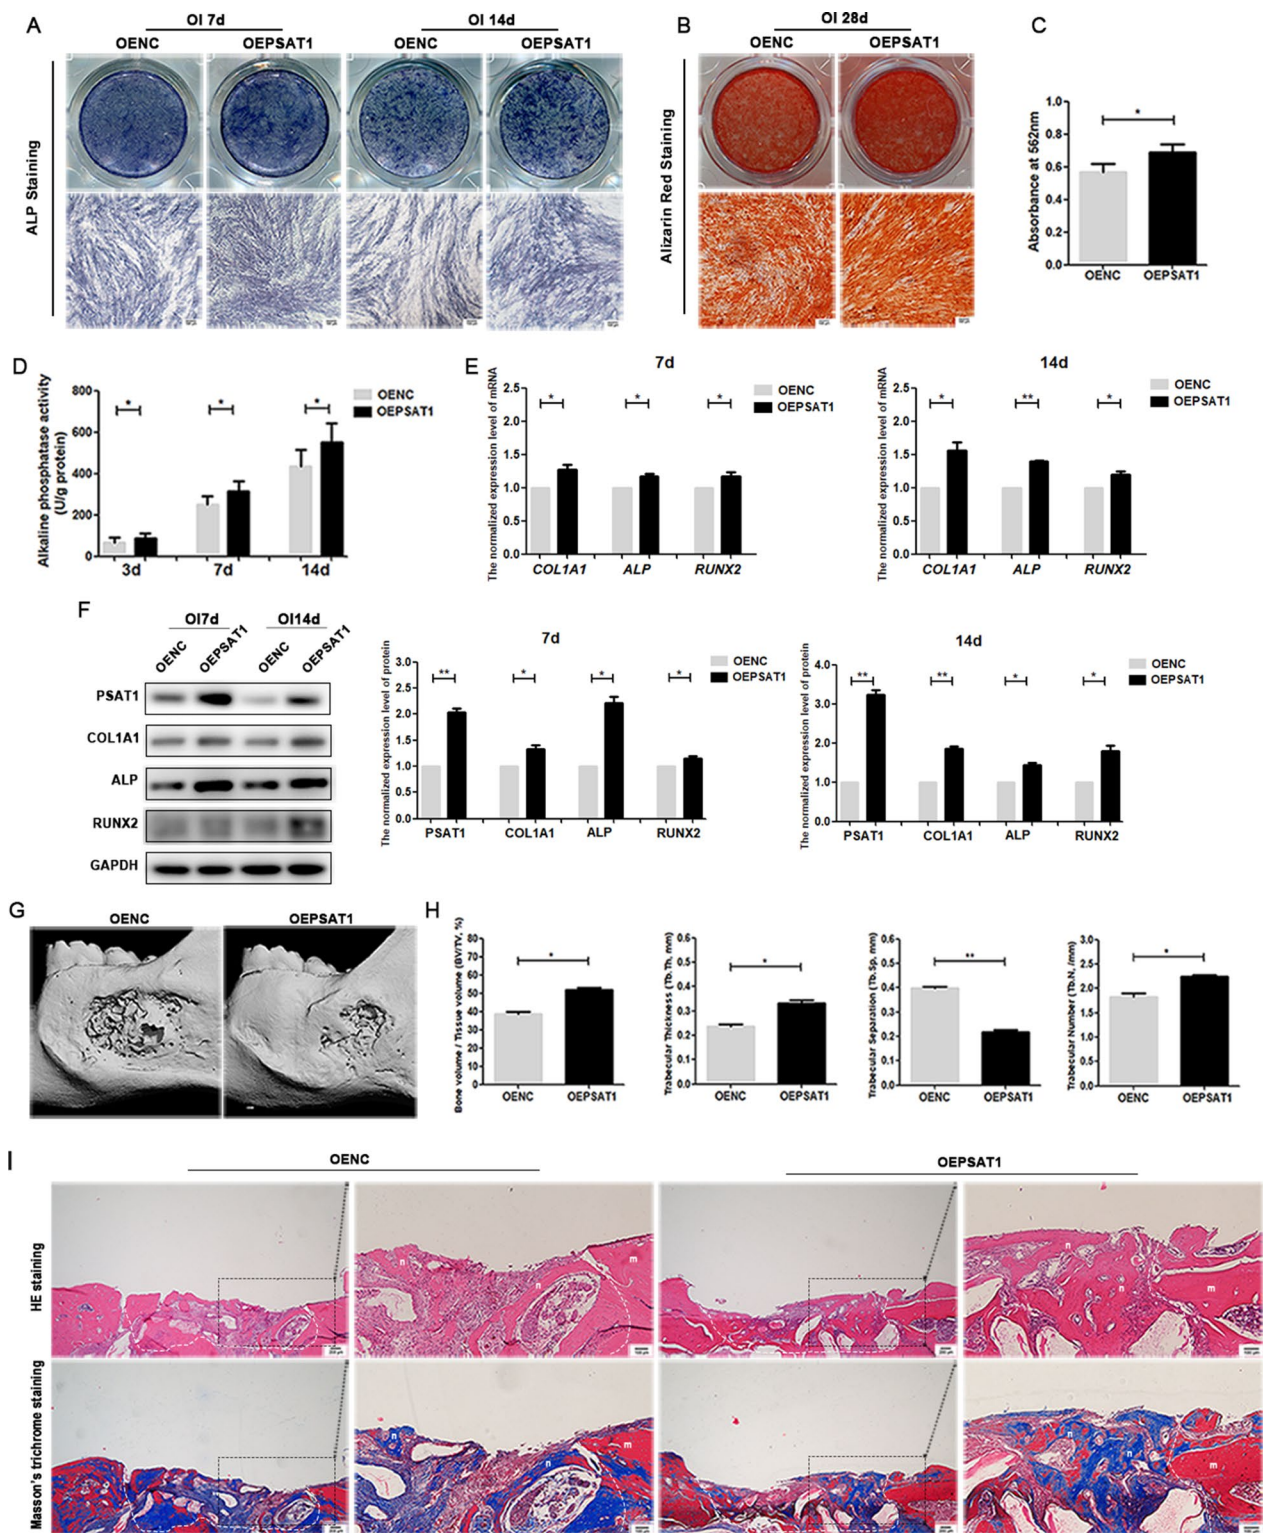 A
OI 7d
OI 14d
OENC
OEPSAT1
OENC
OEPSAT1
ALP Staining
B
OI 28d
OENC
OEPSAT1
Alizarin Red Staining
C
Absorbance at 562nm
1.0
0.8
0.6
0.4
0.2
0.0
*
OENC
OEPSAT1
D
Alkaline phosphatase activity
(U/g protein)
800
600
400
200
0
*
*
*
3d
7d
14d
OENC
OEPSAT1
E
7d
The normalized expression level of mRNA
2.5
2.0
1.5
1.0
0.5
0.0
*
*
*
COL1A1
ALP
RUNX2
OENC
OEPSAT1
14d
The normalized expression level of mRNA
2.5
2.0
1.5
1.0
0.5
0.0
*
**
*
COL1A1
ALP
RUNX2
OENC
OEPSAT1
F
OI7d
OI14d
OENC
OEPSAT1
OENC
OEPSAT1
PSAT1
COL1A1
ALP
RUNX2
GAPDH
7d
The normalized expression level of protein
3.0
2.5
2.0
1.5
1.0
0.5
0.0
**
*
*
*
PSAT1
COL1A1
ALP
RUNX2
OENC
OEPSAT1
14d
The normalized expression level of protein
4.0
3.0
2.0
1.0
0.0
**
**
*
*
PSAT1
COL1A1
ALP
RUNX2
OENC
OEPSAT1
G
OENC
OEPSAT1
H
Bone volume / Tissue volume (BV/TV, %)
80
70
60
50
40
30
20
10
0
*
OENC
OEPSAT1
Trabecular Thickness (Tb.Th, mm)
0.6
0.5
0.4
0.3
0.2
0.1
0.0
*
OENC
OEPSAT1
Trabecular Separation (Tb.Sp, mm)
0.6
0.5
0.4
0.3
0.2
0.1
0.0
**
OENC
OEPSAT1
Trabecular Number (Tb.N, /mm)
3.0
2.5
2.0
1.5
1.0
0.5
0.0
*
OENC
OEPSAT1
I
OENC
OEPSAT1
HE staining
n
n
m
n
n
m
Masson's trichrome staining
n
n
m
n
n
m